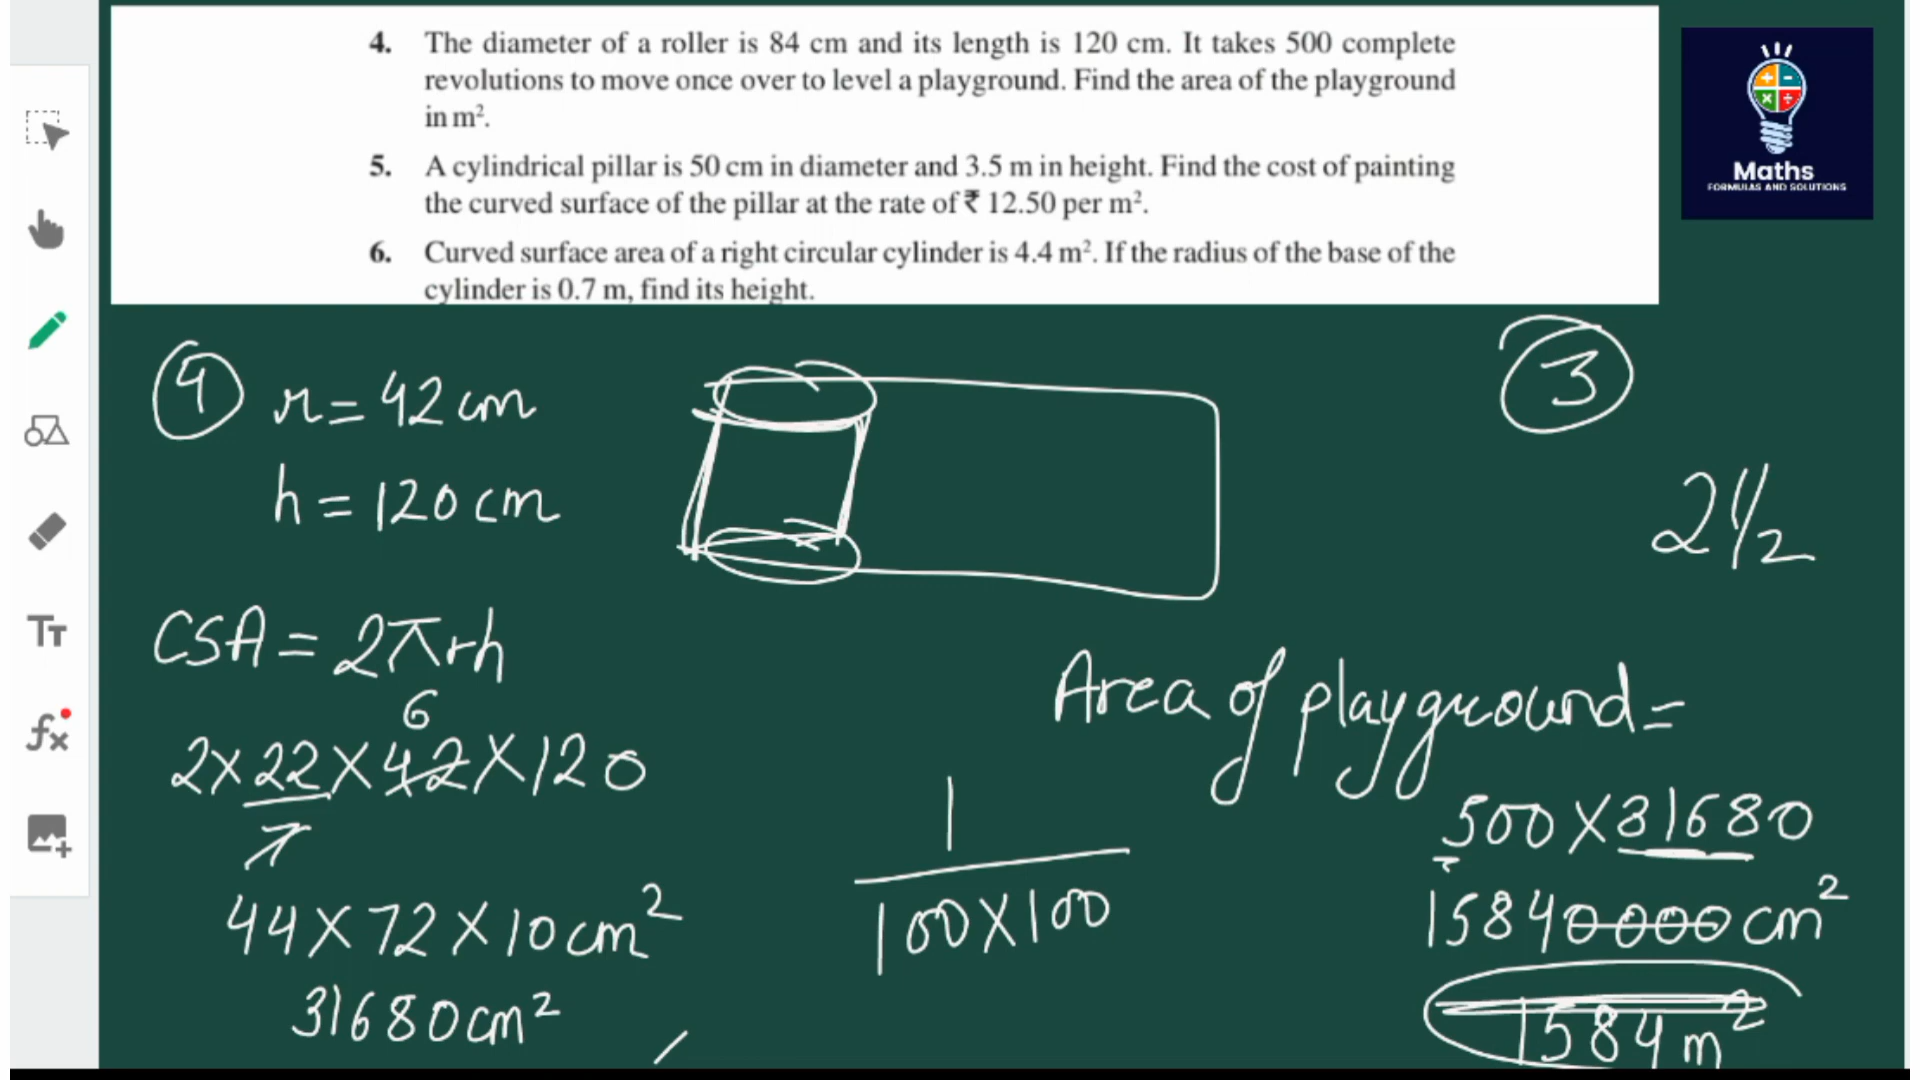 4. The diameter of a roller is 84 cm and its length is 120 cm. It takes 500 complete
revolutions to move once over to level a playground. Find the area of the playground
in m².
5. A cylindrical pillar is 50 cm in diameter and 3.5 m in height. Find the cost of painting
the curved surface of the pillar at the rate of ₹ 12.50 per m².
6. Curved surface area of a right circular cylinder is 4.4 m². If the radius of the base of the
cylinder is 0.7 m, find its height.
Maths
FORMULAS AND SOLUTIONS
4 r = 42 cm
h = 120 cm
3
2 1/2
CSA = 2πrh
6
2 × 22 × 42 × 120
7
44 × 72 × 10 cm²
31680 cm²
1
100 × 100
Area of playground =
500 × 31680
15840000 cm²
1584 m²
TT
fx